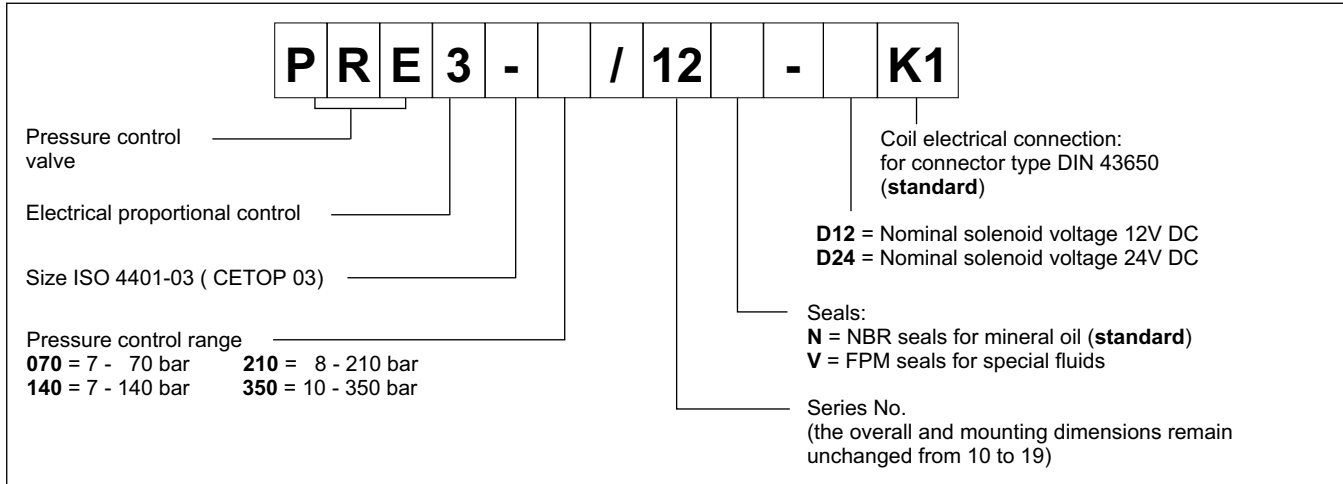 PRE3- /12 - K1
Pressure control
valve
Electrical proportional control
Size ISO 4401-03 ( CETOP 03)
Pressure control range
070 = 7 - 70 bar 210 = 8 - 210 bar
140 = 7 - 140 bar 350 = 10 - 350 bar
Coil electrical connection:
for connector type DIN 43650
(standard)
D12 = Nominal solenoid voltage 12V DC
D24 = Nominal solenoid voltage 24V DC
Seals:
N = NBR seals for mineral oil (standard)
V = FPM seals for special fluids
Series No.
(the overall and mounting dimensions remain
unchanged from 10 to 19)